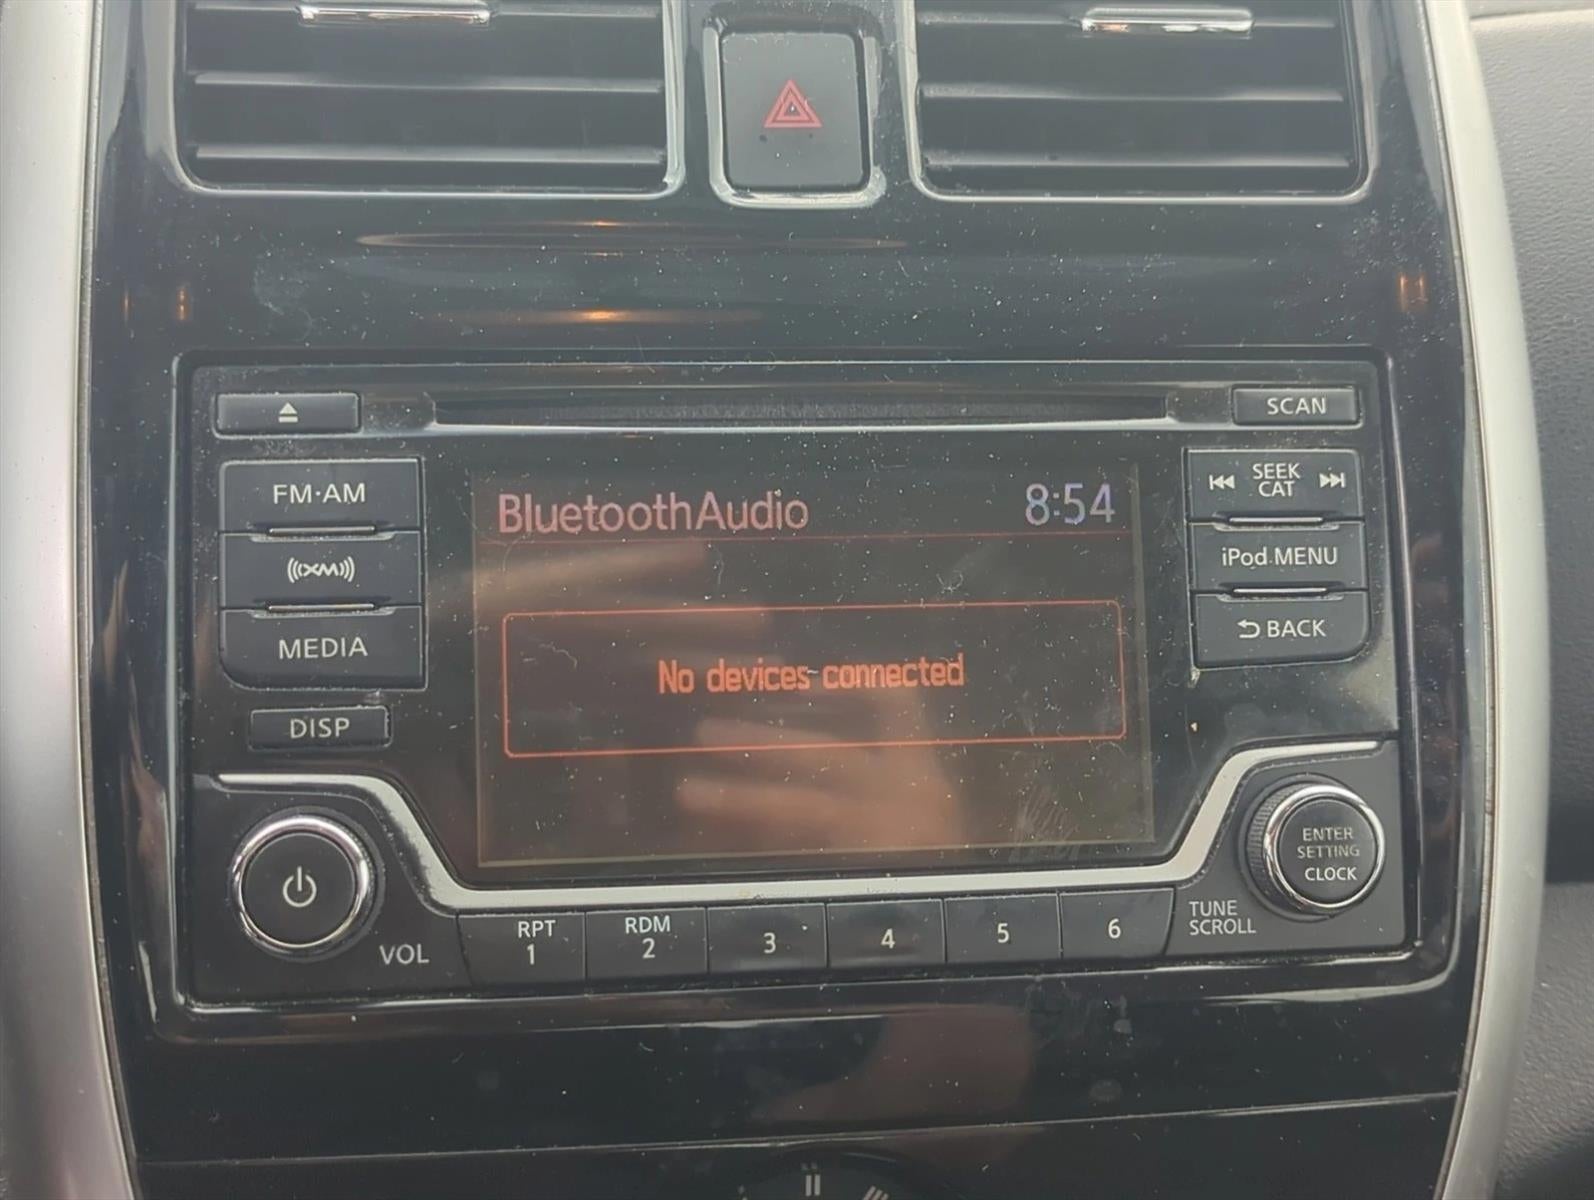 SCAN
FM·AM
XM
MEDIA
DISP
BluetoothAudio 8:54
No devices connected
SEEK
CAT
iPod MENU
BACK
VOL
RPT
1
RDM
2
3
4
5
6
TUNE
SCROLL
ENTER
SETTING
CLOCK